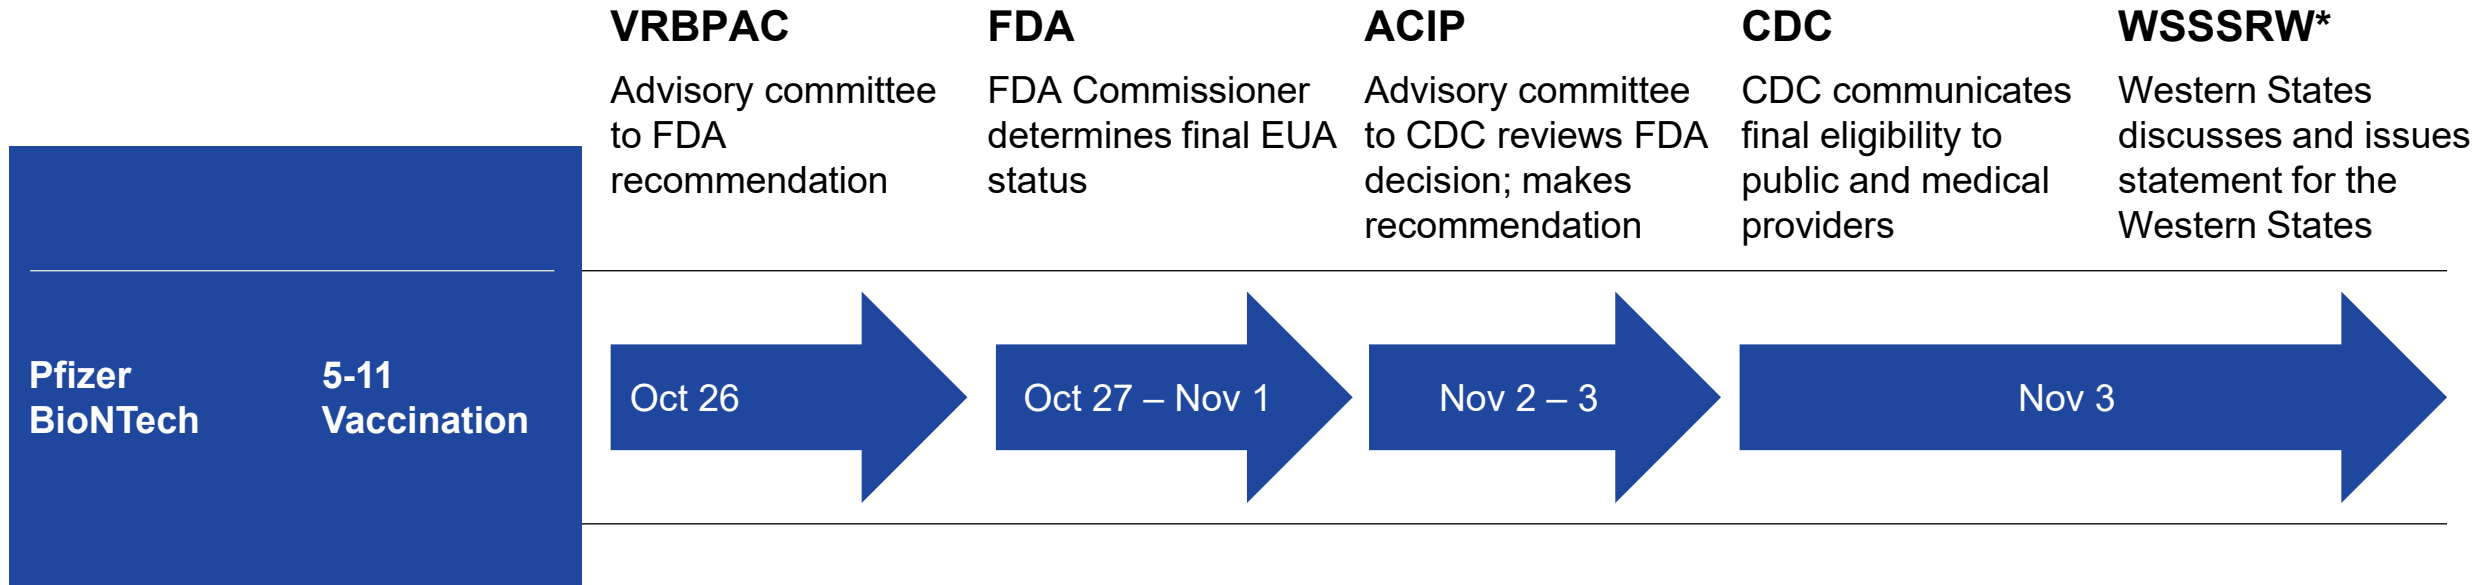 VRBPAC
Advisory committee
to FDA
recommendation
FDA
FDA Commissioner
determines final EUA
status
ACIP
Advisory committee
to CDC reviews FDA
decision; makes
recommendation
CDC
CDC communicates
final eligibility to
public and medical
providers
WSSSRW*
Western States
discusses and issues
statement for the
Western States
Pfizer
BioNTech
5-11
Vaccination
Oct 26
Oct 27 – Nov 1
Nov 2 – 3
Nov 3